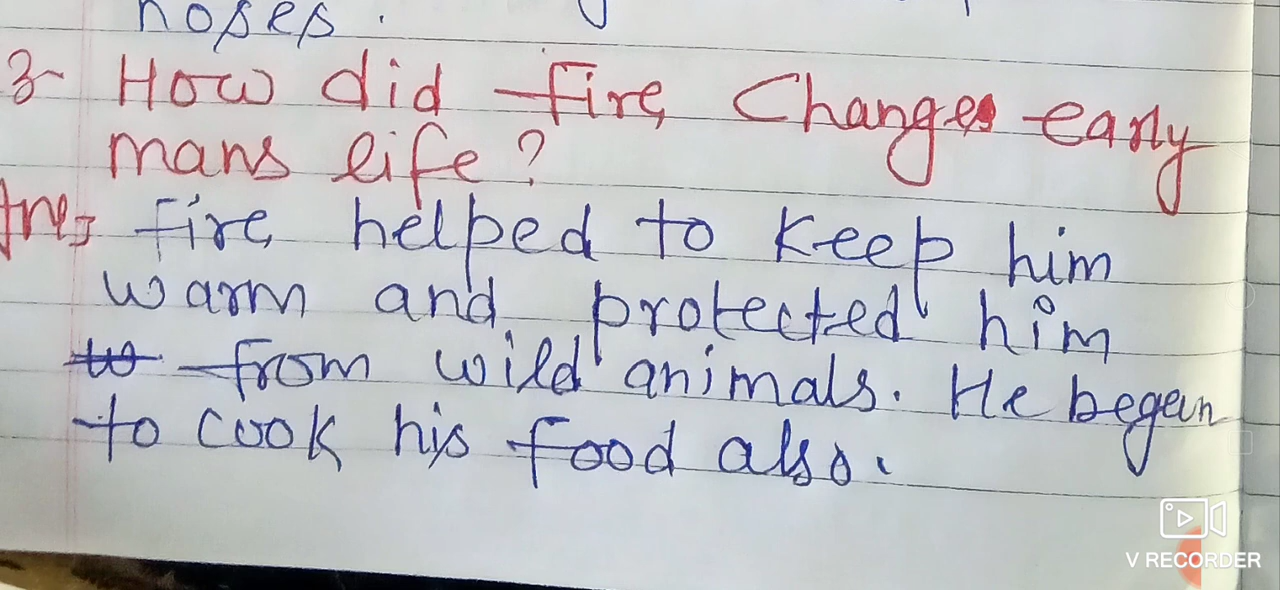 noses.
3- How did fire Changes early
mans life?
Ans- fire helped to keep him
warm and protected him
to from wild animals. He began
to cook his food also.
V RECORDER